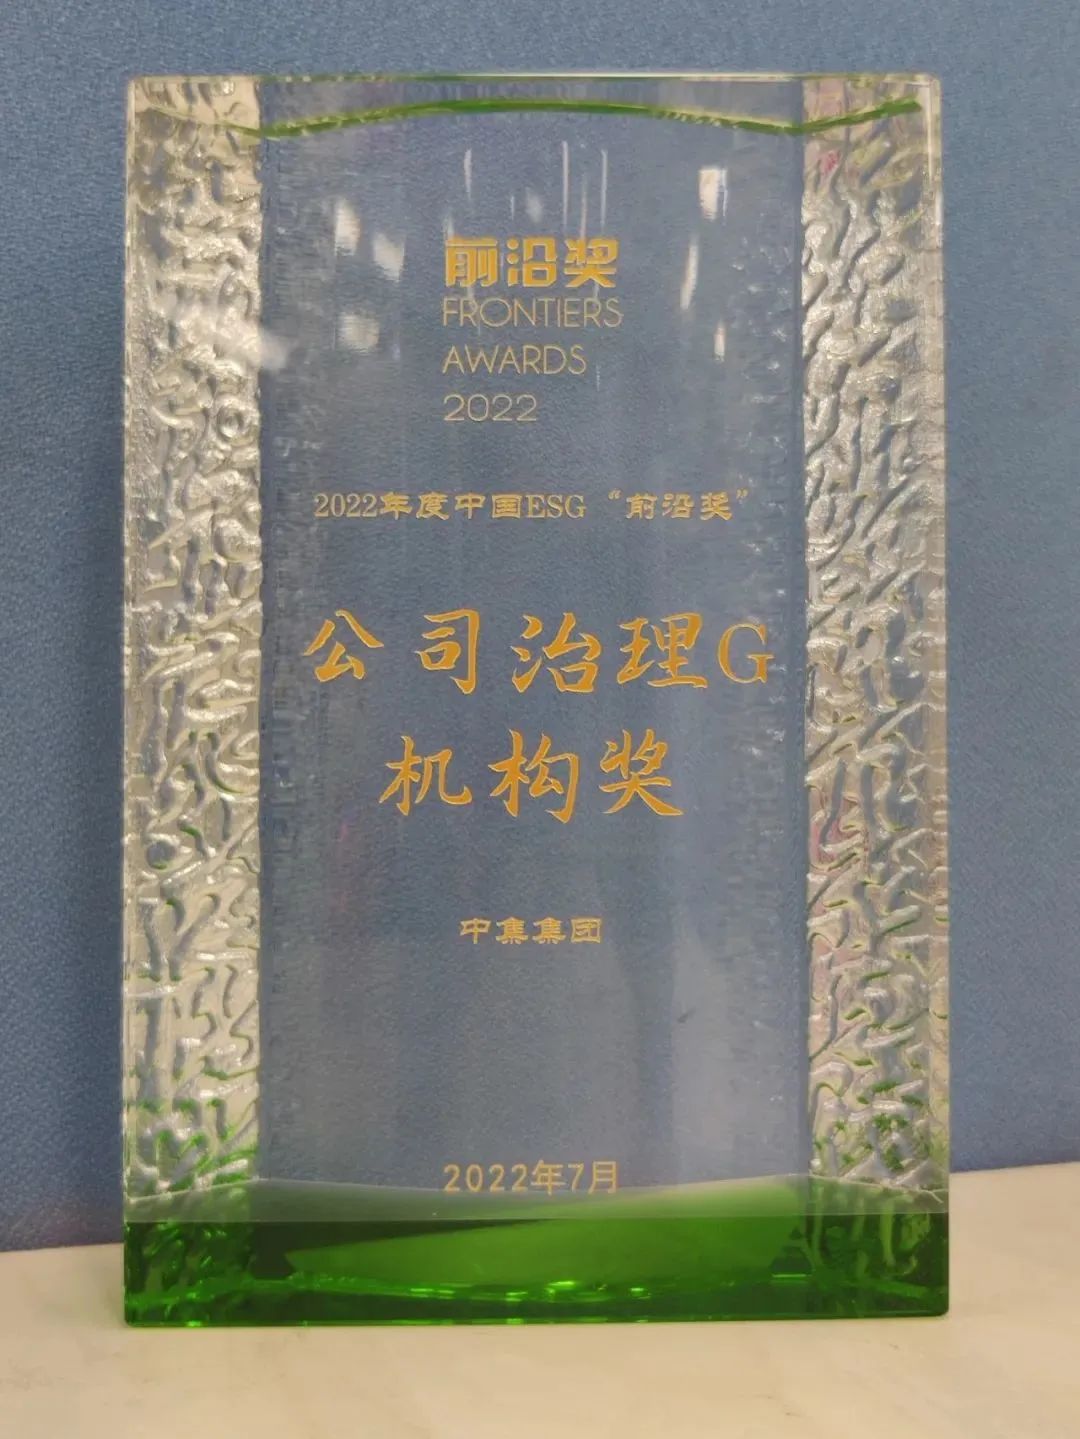 前沿奖
FRONTIERS
AWARDS
2022
2022年度中国ESG“前沿奖”
公司治理G
机构奖
中集集团
2022年7月